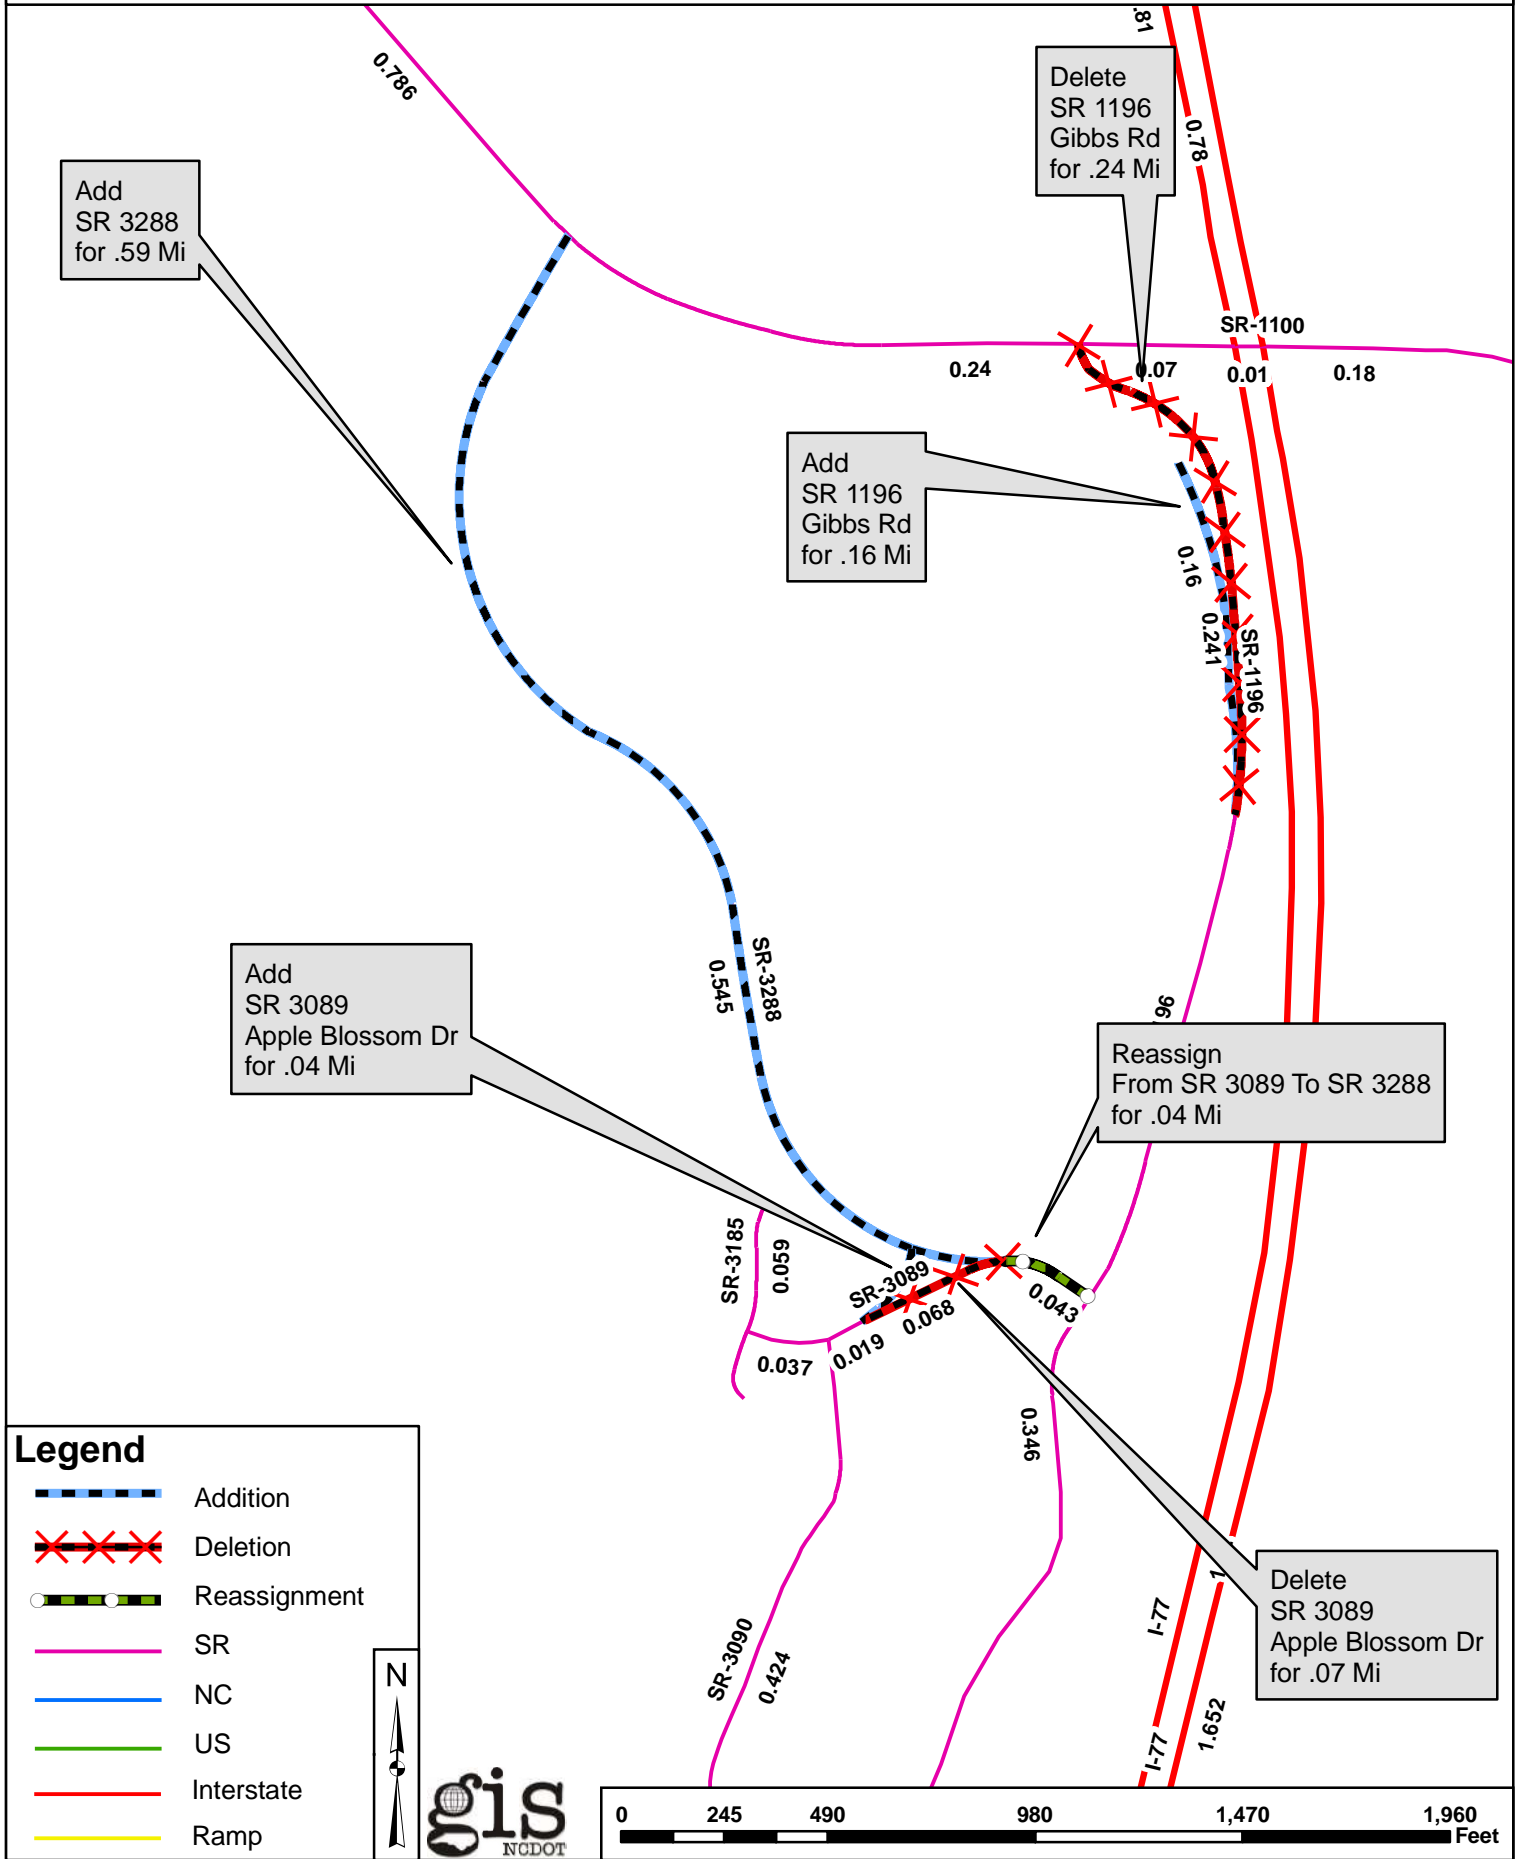 .81
0.786
Delete
SR 1196
Gibbs Rd
for .24 Mi
0.78
Add
SR 3288
for .59 Mi
SR-1100
0.24
0.07
0.01
0.18
Add
SR 1196
Gibbs Rd
for .16 Mi
0.16
0.241
SR-1196
SR-3288
0.545
Add
SR 3089
Apple Blossom Dr
for .04 Mi
96
Reassign
From SR 3089 To SR 3288
for .04 Mi
SR-3185
0.059
SR-3089
0.068
0.043
0.019
0.037
0.346
Legend
Addition
Deletion
Reassignment
SR
NC
US
Interstate
Ramp
N
gis
NCDOT
SR-3090
0.424
I-77
1
Delete
SR 3089
Apple Blossom Dr
for .07 Mi
I-77
1.652
0 245 490 980 1,470 1,960
Feet